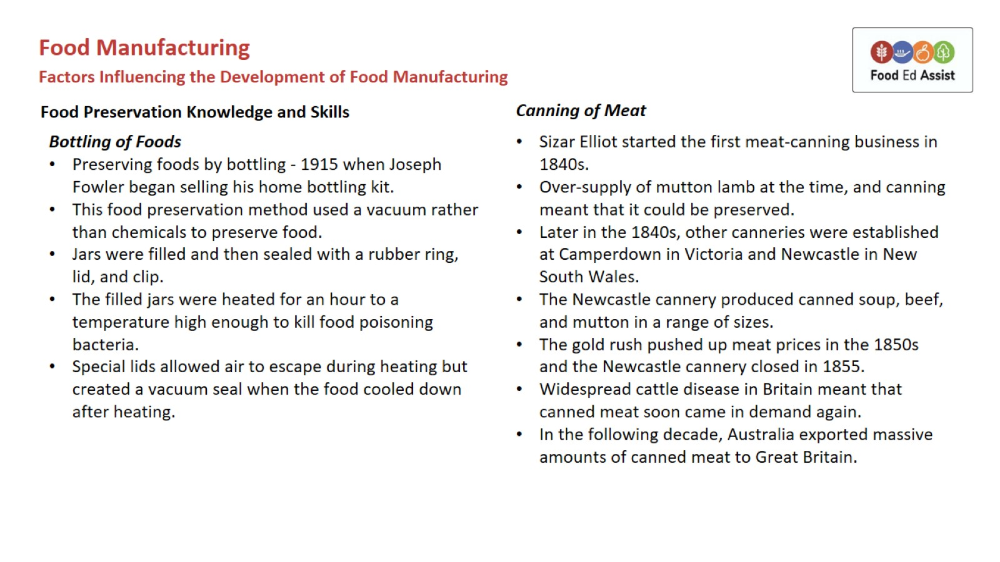 Food Manufacturing
Factors Influencing the Development of Food Manufacturing
Food Ed Assist
Food Preservation Knowledge and Skills
Bottling of Foods
• Preserving foods by bottling - 1915 when Joseph
Fowler began selling his home bottling kit.
• This food preservation method used a vacuum rather
than chemicals to preserve food.
• Jars were filled and then sealed with a rubber ring,
lid, and clip.
• The filled jars were heated for an hour to a
temperature high enough to kill food poisoning
bacteria.
• Special lids allowed air to escape during heating but
created a vacuum seal when the food cooled down
after heating.
Canning of Meat
• Sizar Elliot started the first meat-canning business in
1840s.
• Over-supply of mutton lamb at the time, and canning
meant that it could be preserved.
• Later in the 1840s, other canneries were established
at Camperdown in Victoria and Newcastle in New
South Wales.
• The Newcastle cannery produced canned soup, beef,
and mutton in a range of sizes.
• The gold rush pushed up meat prices in the 1850s
and the Newcastle cannery closed in 1855.
• Widespread cattle disease in Britain meant that
canned meat soon came in demand again.
• In the following decade, Australia exported massive
amounts of canned meat to Great Britain.